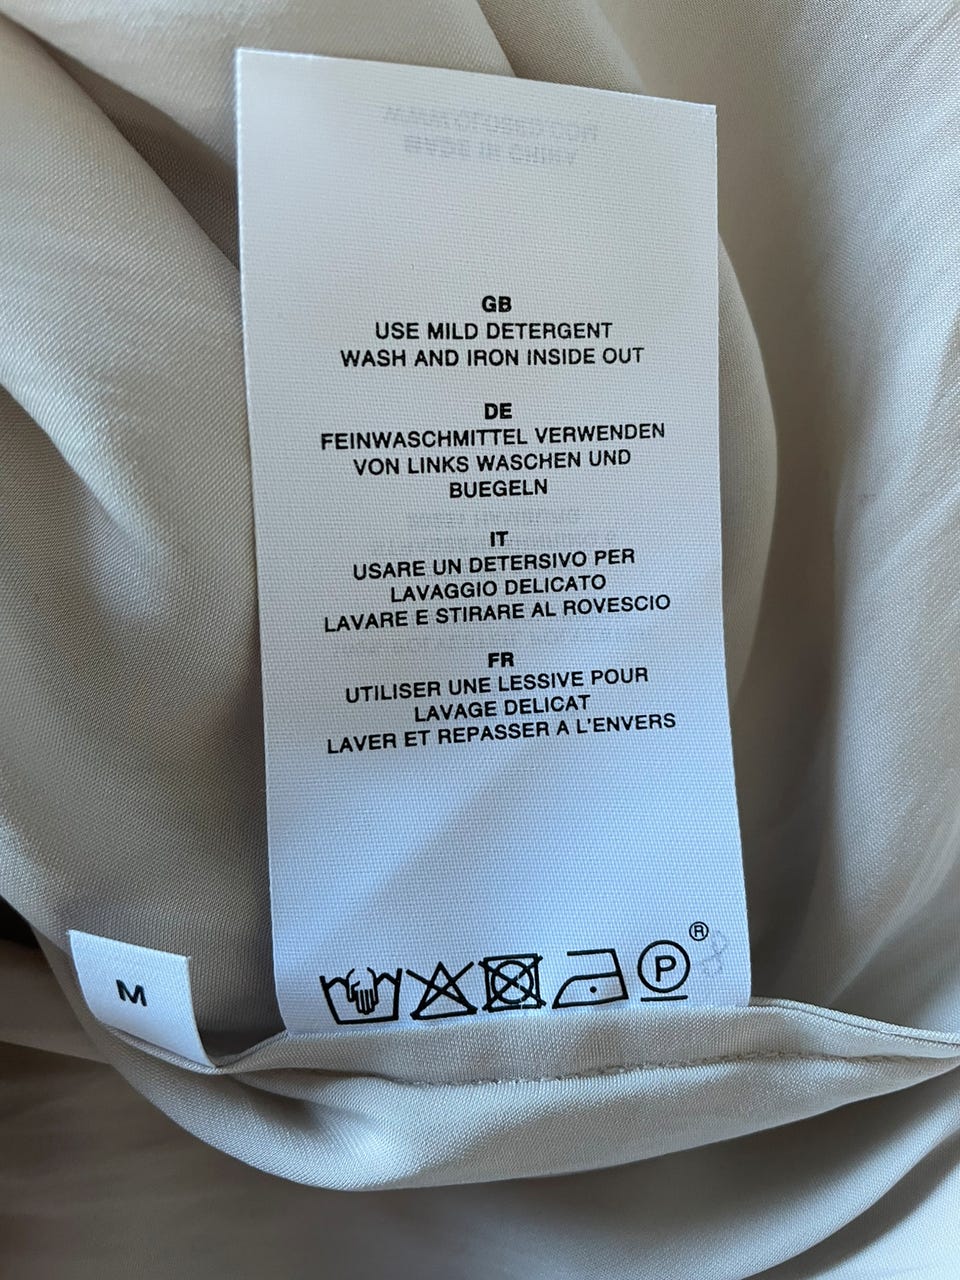 GB
USE MILD DETERGENT
WASH AND IRON INSIDE OUT
DE
FEINWASCHMITTEL VERWENDEN
VON LINKS WASCHEN UND
BUEGELN
IT
USARE UN DETERSIVO PER
LAVAGGIO DELICATO
LAVARE E STIRARE AL ROVESCIO
FR
UTILISER UNE LESSIVE POUR
LAVAGE DELICAT
LAVER ET REPASSER A L'ENVERS
P ®
M